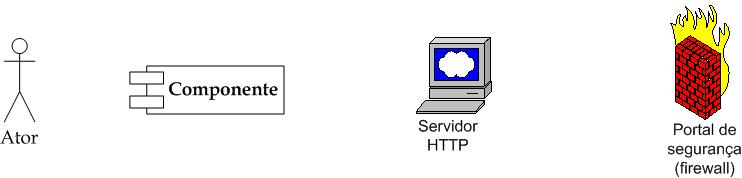 Ator
Componente
Servidor
HTTP
Portal de
segurança
(firewall)